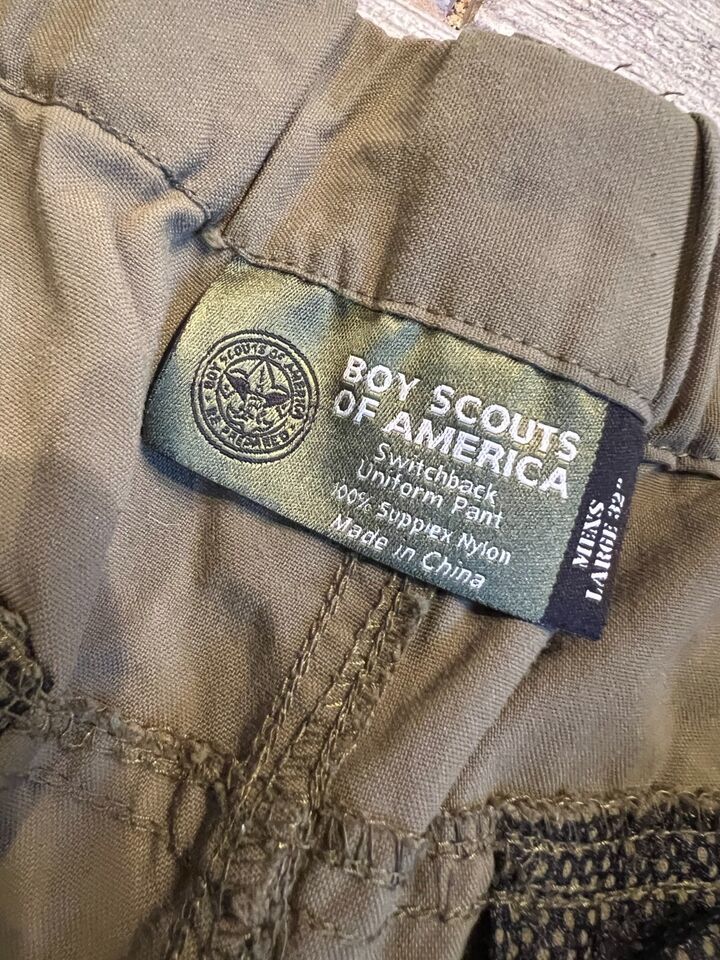 BOY SCOUTS OF AMERICA
BE PREPARED
BOY SCOUTS
OF AMERICA
Switchback
Uniform Pant
100% Supplex Nylon
Made in China
MENS
LARGE 32"